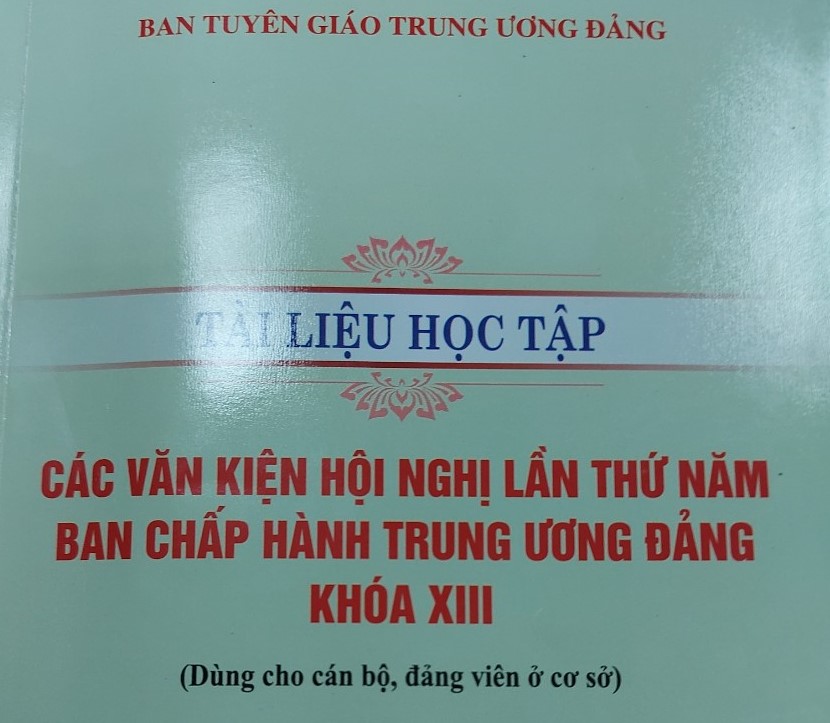 BAN TUYÊN GIÁO TRUNG ƯƠNG ĐẢNG
TÀI LIỆU HỌC TẬP
CÁC VĂN KIỆN HỘI NGHỊ LẦN THỨ NĂM
BAN CHẤP HÀNH TRUNG ƯƠNG ĐẢNG
KHÓA XIII
(Dùng cho cán bộ, đảng viên ở cơ sở)